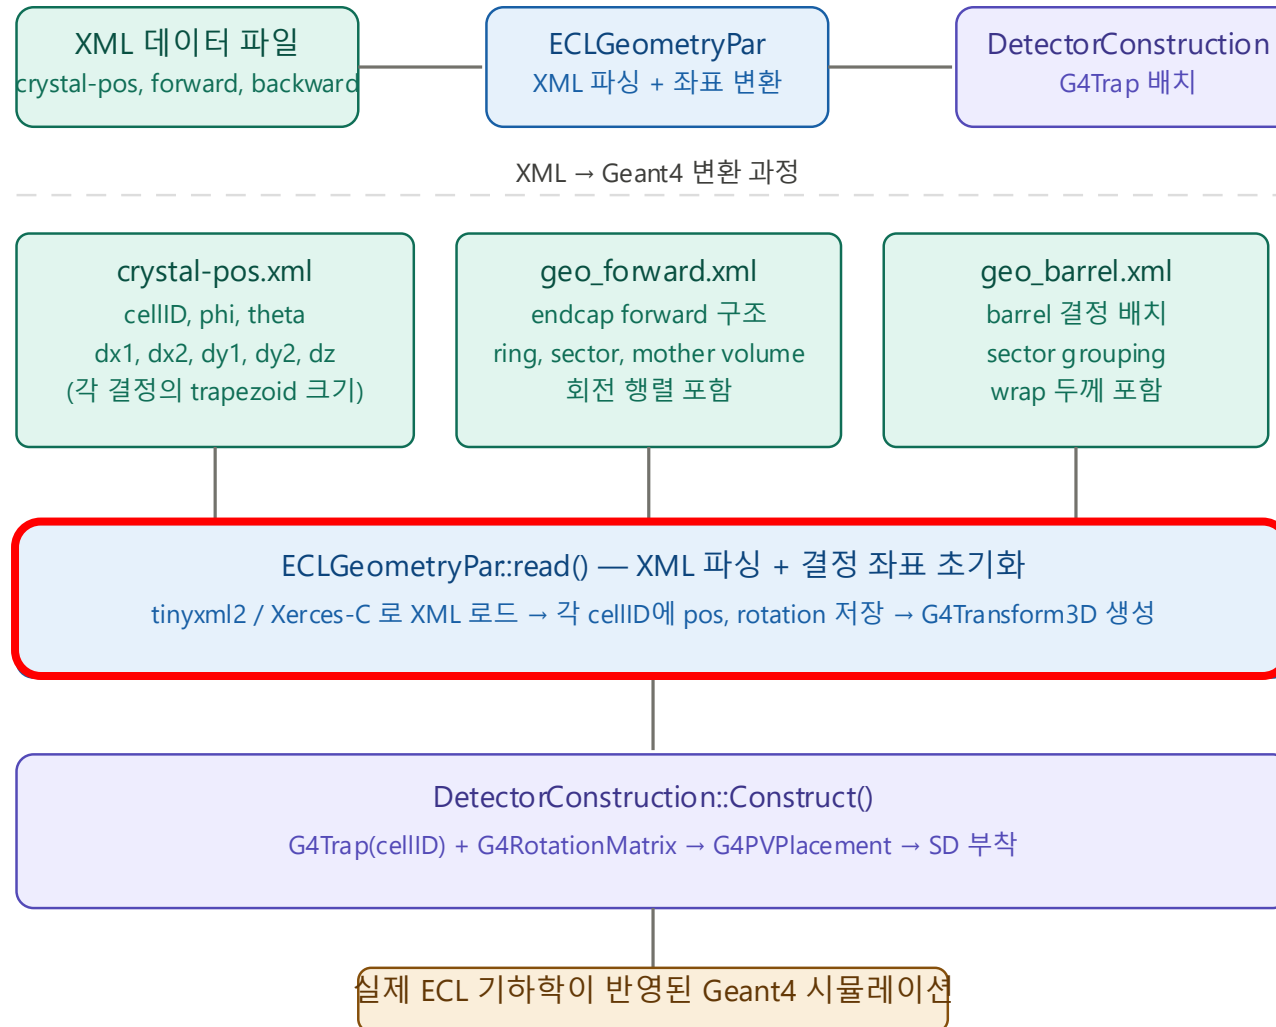 XML 데이터 파일
crystal-pos, forward, backward
ECLGeometryPar
XML 파싱 + 좌표 변환
DetectorConstruction
G4Trap 배치
XML → Geant4 변환 과정
crystal-pos.xml
cellID, phi, theta
dx1, dx2, dy1, dy2, dz
(각 결정의 trapezoid 크기)
geo_forward.xml
endcap forward 구조
ring, sector, mother volume
회전 행렬 포함
geo_barrel.xml
barrel 결정 배치
sector grouping
wrap 두께 포함
ECLGeometryPar::read() — XML 파싱 + 결정 좌표 초기화
tinyxml2 / Xerces-C 로 XML 로드 → 각 cellID에 pos, rotation 저장 → G4Transform3D 생성
DetectorConstruction::Construct()
G4Trap(cellID) + G4RotationMatrix → G4PVPlacement → SD 부착
실제 ECL 기하학이 반영된 Geant4 시뮬레이션